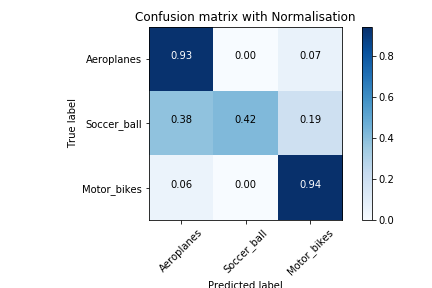 Confusion matrix with Normalisation
True label
Aeroplanes 0.93 0.00 0.07
Soccer_ball 0.38 0.42 0.19
Motor_bikes 0.06 0.00 0.94
Aeroplanes Soccer_ball Motor_bikes
Predicted label
0.8
0.6
0.4
0.2
0.0